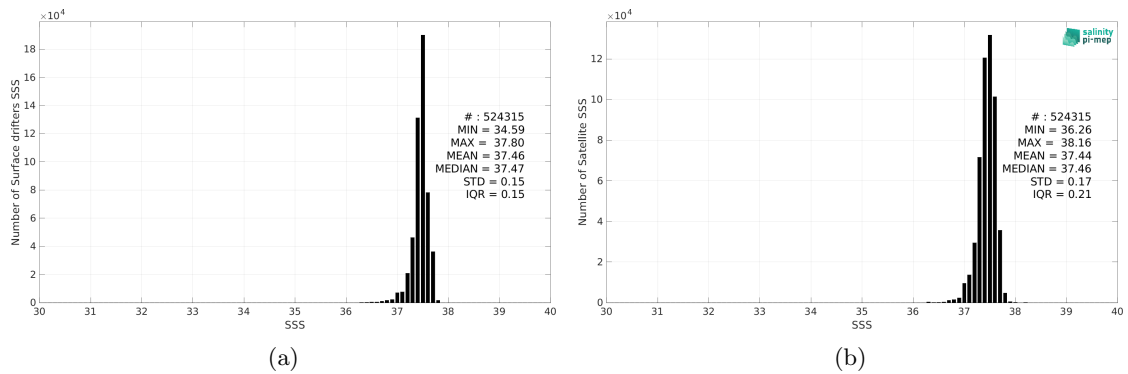 ×10⁴
18
16
14
12
10
8
6
4
2
0
Number of Surface drifters SSS
# : 524315
MIN = 34.59
MAX = 37.80
MEAN = 37.46
MEDIAN = 37.47
STD = 0.15
IQR = 0.15
30 31 32 33 34 35 36 37 38 39 40
SSS
(a)
×10⁴
12
10
8
6
4
2
0
Number of Satellite SSS
salinity
pi-mep
# : 524315
MIN = 36.26
MAX = 38.16
MEAN = 37.44
MEDIAN = 37.46
STD = 0.17
IQR = 0.21
30 31 32 33 34 35 36 37 38 39 40
SSS
(b)